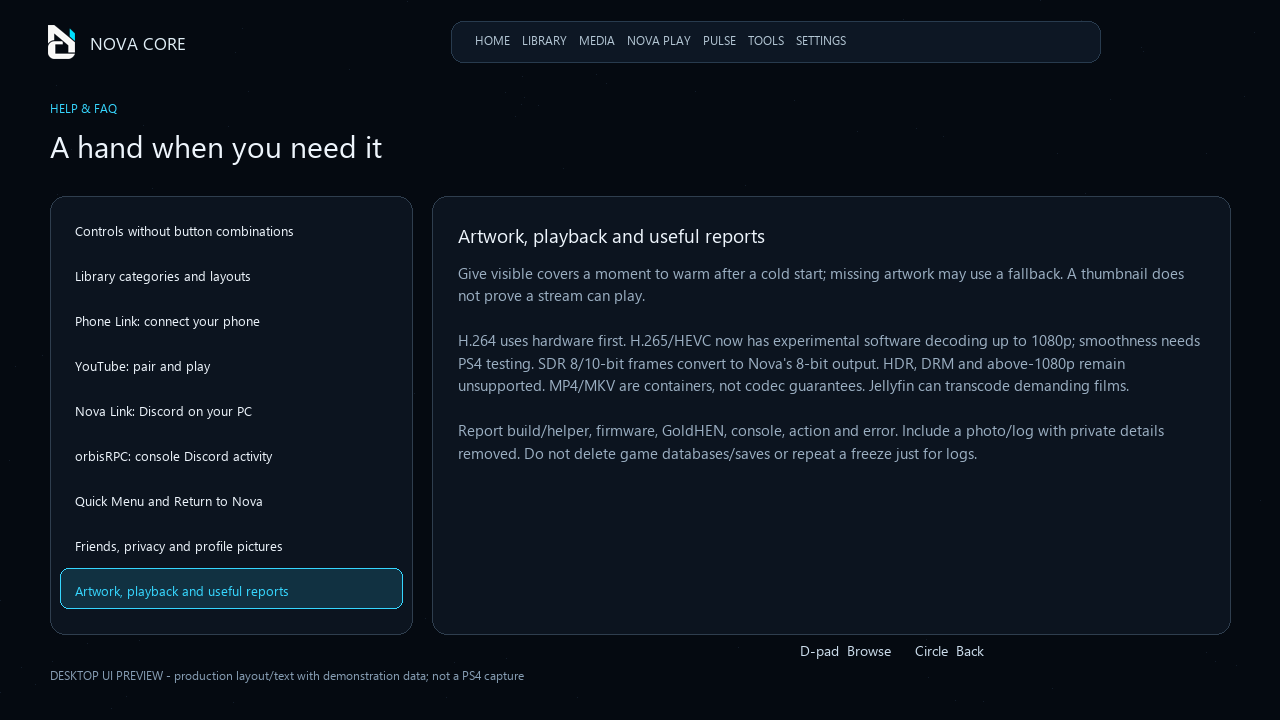 NOVA CORE
HOME LIBRARY MEDIA NOVA PLAY PULSE TOOLS SETTINGS
HELP & FAQ
A hand when you need it
Controls without button combinations
Library categories and layouts
Phone Link: connect your phone
YouTube: pair and play
Nova Link: Discord on your PC
orbisRPC: console Discord activity
Quick Menu and Return to Nova
Friends, privacy and profile pictures
Artwork, playback and useful reports
Artwork, playback and useful reports
Give visible covers a moment to warm after a cold start; missing artwork may use a fallback. A thumbnail does
not prove a stream can play.
H.264 uses hardware first. H.265/HEVC now has experimental software decoding up to 1080p; smoothness needs
PS4 testing. SDR 8/10-bit frames convert to Nova's 8-bit output. HDR, DRM and above-1080p remain
unsupported. MP4/MKV are containers, not codec guarantees. Jellyfin can transcode demanding films.
Report build/helper, firmware, GoldHEN, console, action and error. Include a photo/log with private details
removed. Do not delete game databases/saves or repeat a freeze just for logs.
D-pad Browse Circle Back
DESKTOP UI PREVIEW - production layout/text with demonstration data; not a PS4 capture